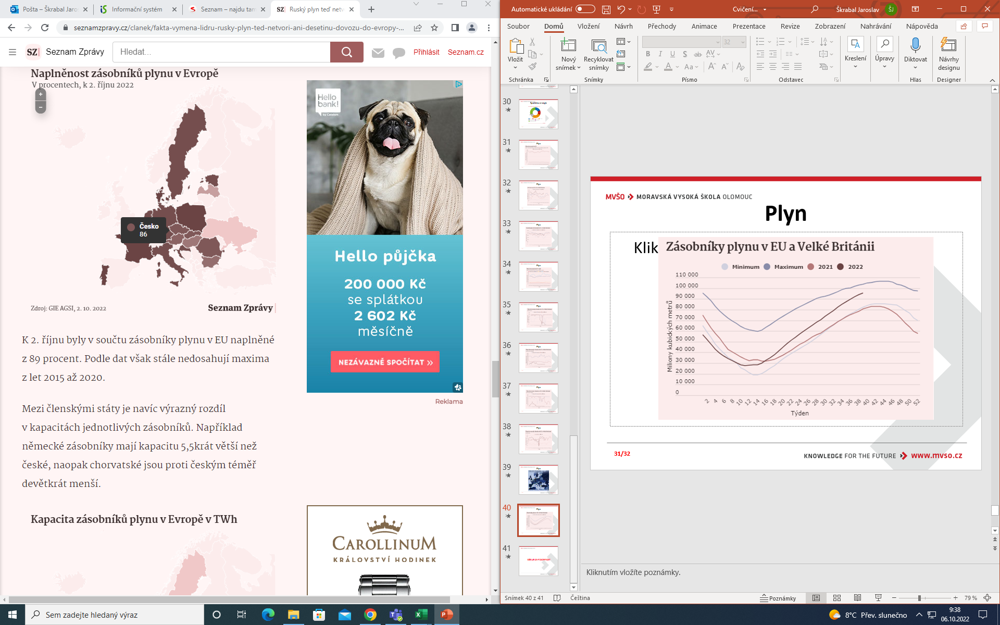 Pošta – Škrabal Jaro
Informační systém
Seznam – najdu tam
Ruský plyn teď netv
seznamzpravy.cz/clanek/fakta-vymena-lidru-rusky-plyn-ted-netvori-ani-desetinu-dovozu-do-evropy-...
SZ Seznam Zprávy
Hledat...
Přihlásit
Seznam.cz
Naplněnost zásobníků plynu v Evropě
V procentech, k 2. říjnu 2022
+
−
Česko
86
Zdroj: GIE AGSI, 2. 10. 2022
Seznam Zprávy
K 2. říjnu byly v součtu zásobníky plynu v EU naplněné
z 89 procent. Podle dat však stále nedosahují maxima
z let 2015 až 2020.
Mezi členskými státy je navíc výrazný rozdíl
v kapacitách jednotlivých zásobníků. Například
německé zásobníky mají kapacitu 5,5krát větší než
české, naopak chorvatské jsou proti českým téměř
devětkrát menší.
Kapacita zásobníků plynu v Evropě v TWh
Hello
bank!
by Cetelem
Hello půjčka
200 000 Kč
se splátkou
2 602 Kč
měsíčně
NEZÁVAZNĚ SPOČÍTAT »
Reklama
CAROLLINUM
KRÁLOVSTVÍ HODINEK
Automatické ukládání
Cvičení...
Škrabal Jaroslav
ŠJ
Soubor
Domů
Vložení
Návrh
Přechody
Animace
Prezentace
Revize
Zobrazení
Nahrávání
Nápověda
Vložit
Schránka
Nový
snímek
Recyklovat
snímky
Snímky
32
Písmo
Odstavec
Kreslení
Úpravy
Diktovat
Hlas
Návrhy
designu
Designer
30
31
32
33
34
35
36
37
38
39
40
41
MVŠO MORAVSKÁ VYSOKÁ ŠKOLA OLOMOUC
Plyn
Klik
Zásobníky plynu v EU a Velké Británii
Minimum
Maximum
2021
2022
Miliony kubických metrů
110 000
100 000
90 000
80 000
70 000
60 000
50 000
40 000
30 000
20 000
10 000
0
2 4 6 8 10 12 14 16 18 20 22 24 26 28 30 32 34 36 38 40 42 44 46 48 50 52
Týden
31/32
KNOWLEDGE FOR THE FUTURE www.mvso.cz
Kliknutím vložíte poznámky.
Snímek 40 z 41
Čeština
Poznámky
79 %
Sem zadejte hledaný výraz
8°C Přev. slunečno
9:38
06.10.2022